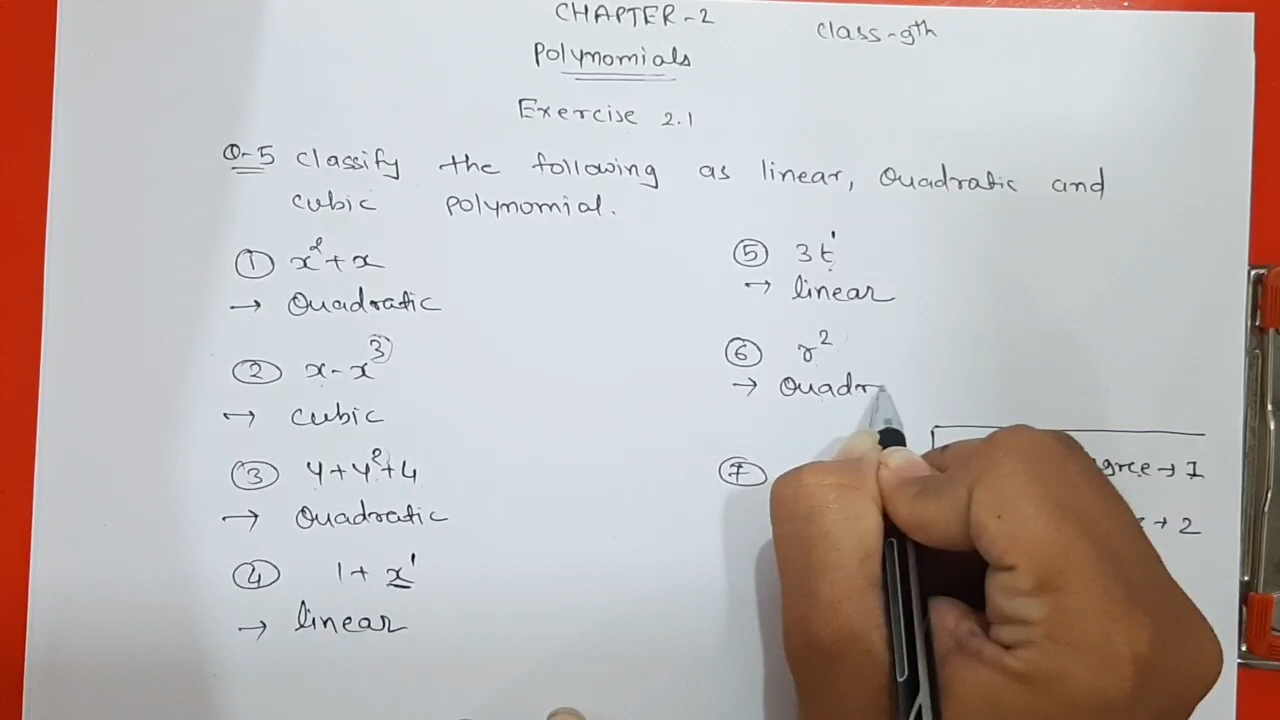 CHAPTER-2
Class-9th
Polynomials
Exercise 2.1
Q-5 Classify the following as linear, Quadratic and
cubic polynomial.
① x²+x
→ Quadratic
② x-x³
→ cubic
③ y+y²+4
→ Quadratic
④ 1+x¹
→ linear
⑤ 3t¹
→ linear
⑥ r²
→ Quadr
⑦
→ 1
→ 2